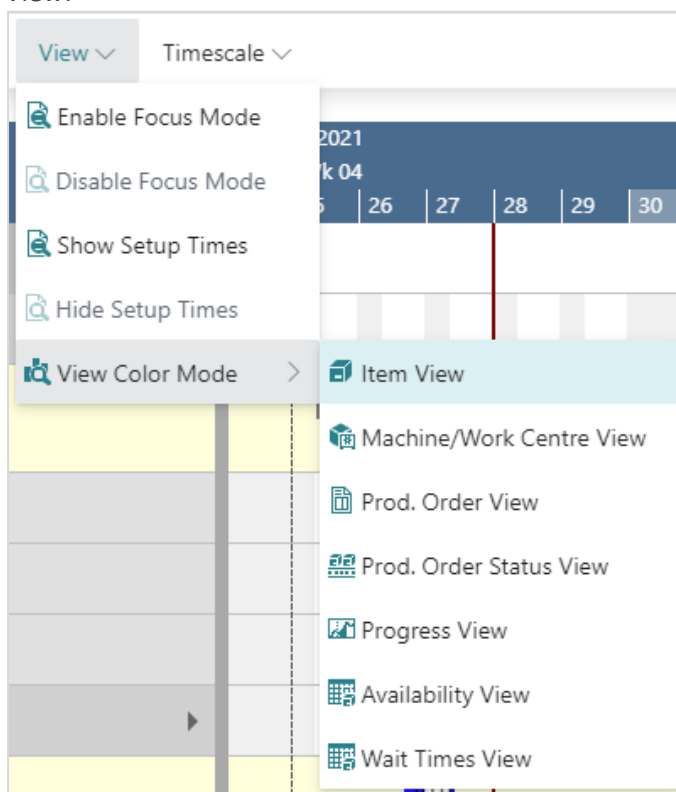 View Timescale
Enable Focus Mode
2021
Disable Focus Mode
k 04
26 27 28 29 30
Show Setup Times
Hide Setup Times
View Color Mode
Item View
Machine/Work Centre View
Prod. Order View
Prod. Order Status View
Progress View
Availability View
Wait Times View